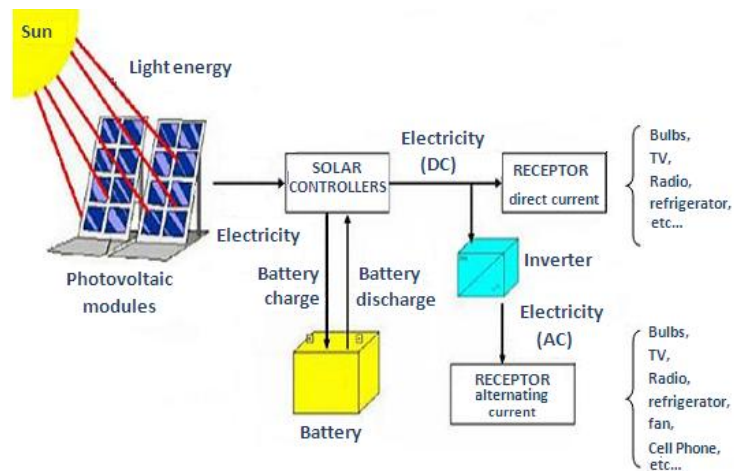 Sun
Light energy
Electricity
Photovoltaic
modules
SOLAR
CONTROLLERS
Electricity
(DC)
RECEPTOR
direct current
Bulbs,
TV,
Radio,
refrigerator,
etc...
Battery
charge
Battery
discharge
Inverter
Electricity
(AC)
Battery
RECEPTOR
alternating
current
Bulbs,
TV,
Radio,
refrigerator,
fan,
Cell Phone,
etc...